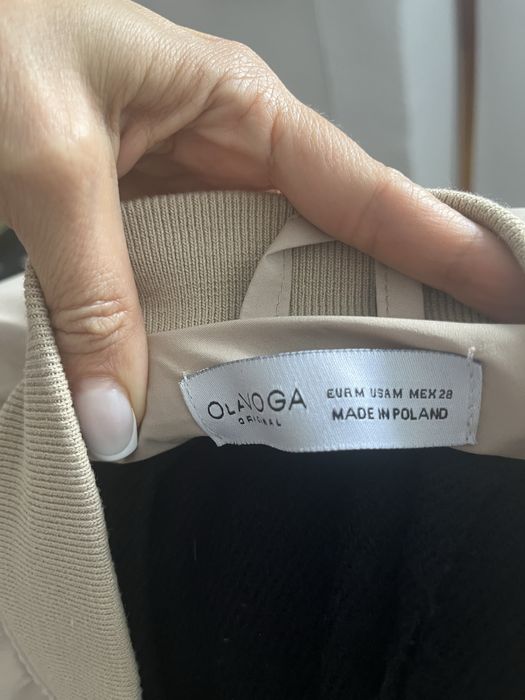 OLAVOGA
ORIGINAL
EUR M USA M MEX 28
MADE IN POLAND